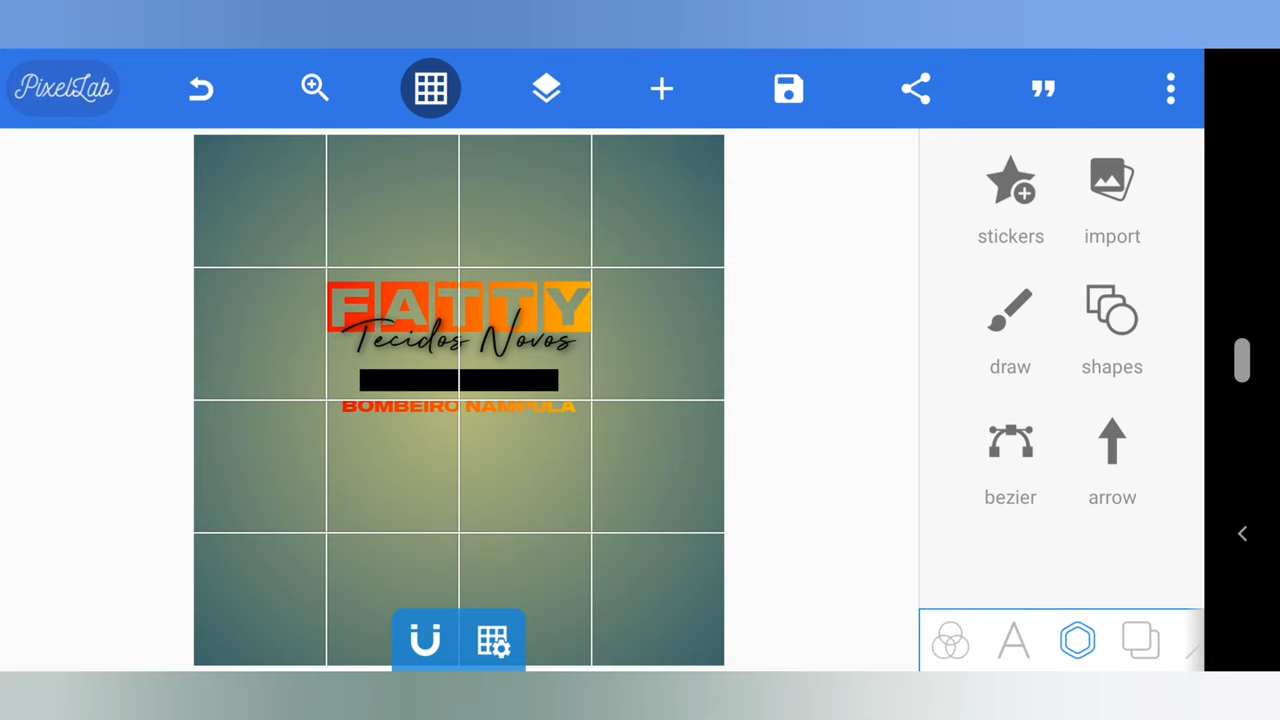 PixelLab
FATTY
Tecidos Novos
BOMBEIRO NAMPULA
stickers
import
draw
shapes
bezier
arrow